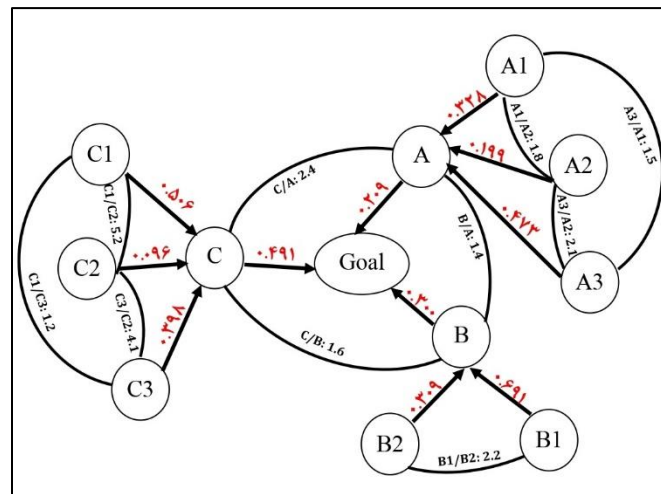 A1
۰.۳۲۸
A1/A2: 1.8
A3/A1: 1.5
A
۰.۱۹۹
A2
A3/A2: 2.1
۰.۴۷۳
A3
C1
C1/C2: 5.2
۰.۵۰۶
C/A: 2.4
۰.۲۰۹
B/A: 1.4
C2
۰.۰۹۶
C
۰.۴۹۱
Goal
C1/C3: 1.2
C3/C2: 4.1
۰.۳۹۸
C3
C/B: 1.6
۰.۳۰۰
B
۰.۳۰۹
۰.۶۹۱
B2
B1/B2: 2.2
B1